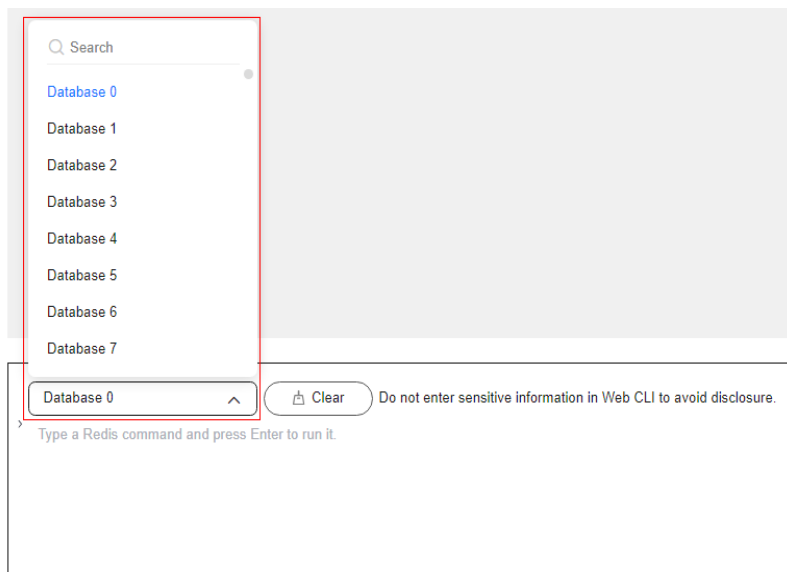 Search
Database 0
Database 1
Database 2
Database 3
Database 4
Database 5
Database 6
Database 7
Database 0 Clear Do not enter sensitive information in Web CLI to avoid disclosure.
Type a Redis command and press Enter to run it.